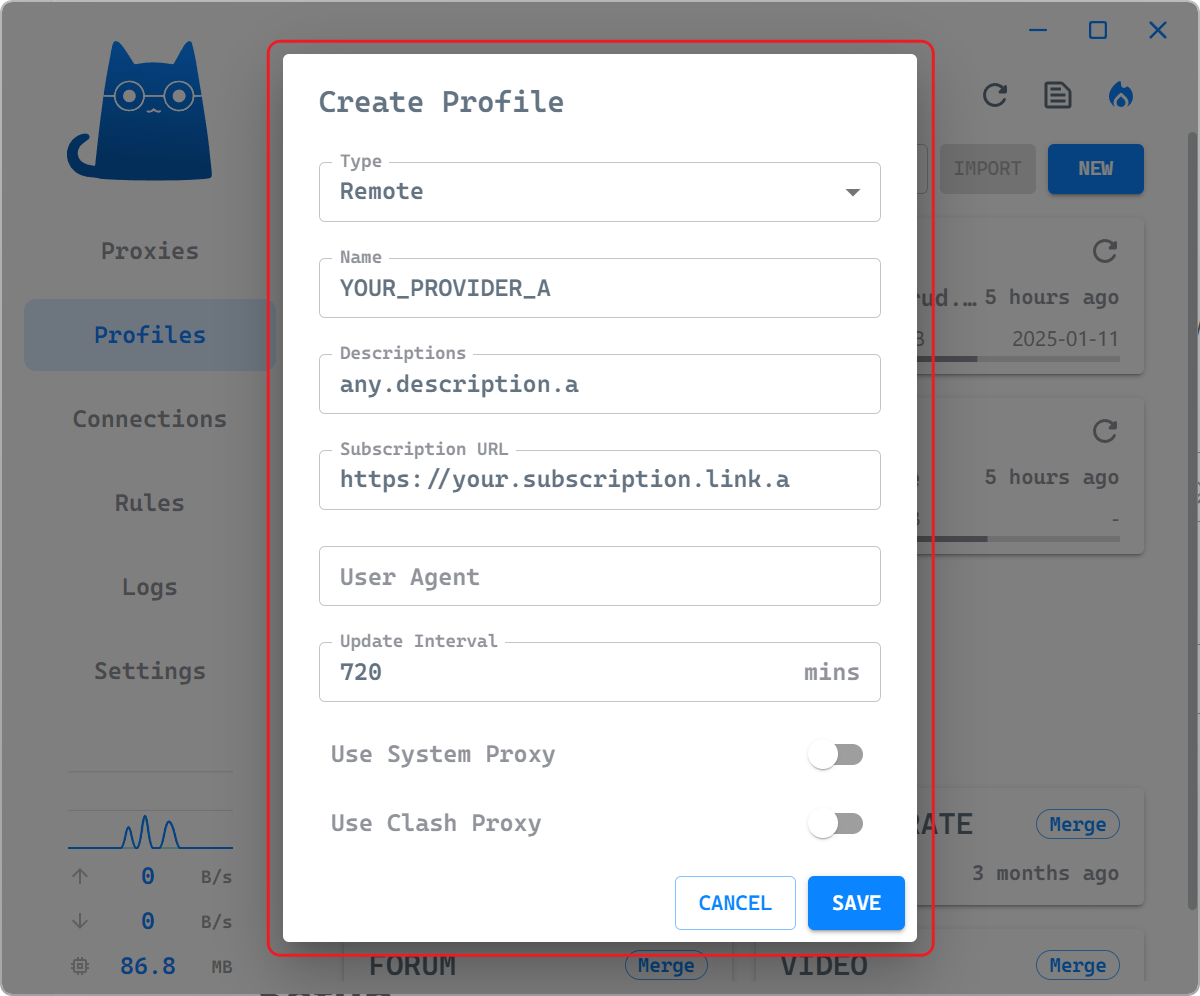 IMPORT
NEW
Proxies
Profiles
Connections
Rules
Logs
Settings
0 B/s
0 B/s
86.8 MB
Create Profile
Type
Remote
Name
YOUR_PROVIDER_A
Descriptions
any.description.a
Subscription URL
https://your.subscription.link.a
User Agent
Update Interval
720 mins
Use System Proxy
Use Clash Proxy
CANCEL
SAVE
5 hours ago
2025-01-11
5 hours ago
-
Merge
3 months ago
FORUM
Merge
VIDEO
Merge